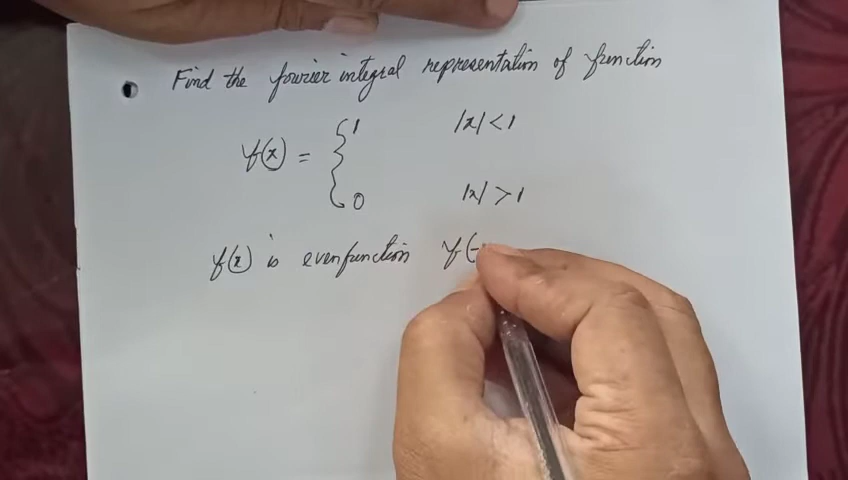 Find the fourier integral representation of function
f(x) = { 1 |x| < 1
0 |x| > 1
f(x) is even function f(-